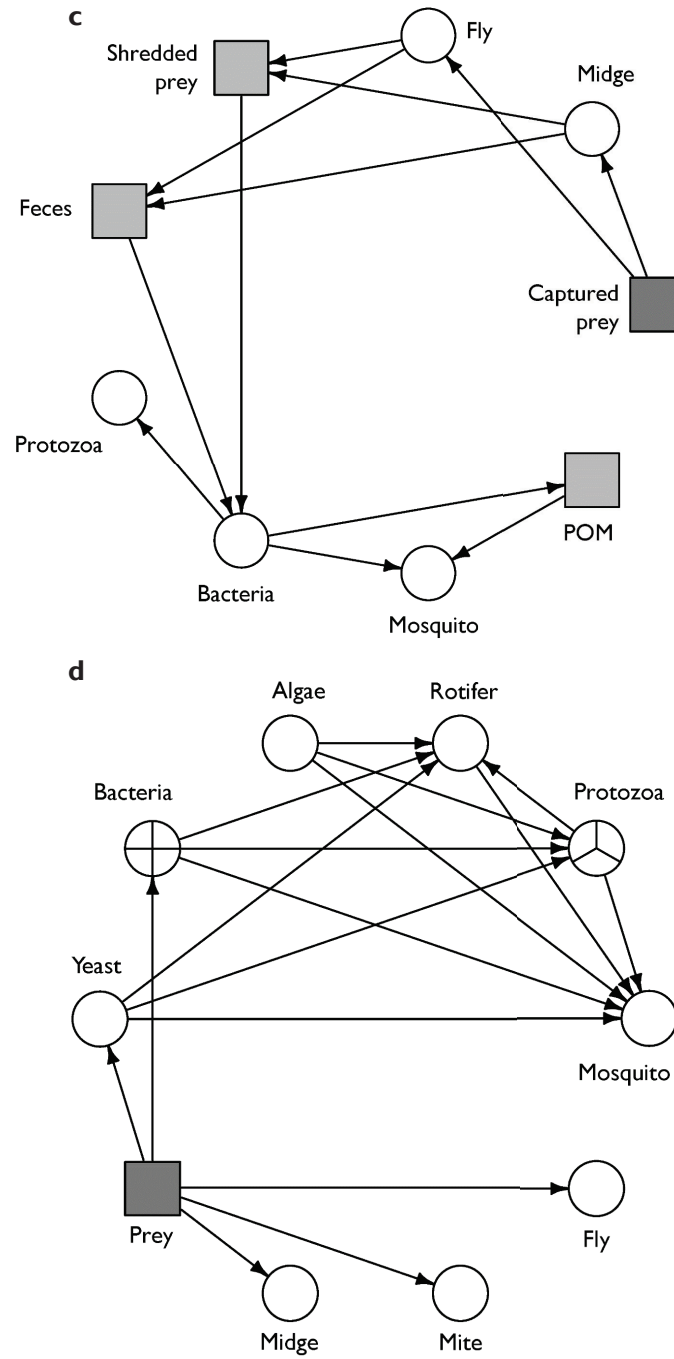 c
Fly
Shredded
prey
Midge
Feces
Captured
prey
Protozoa
POM
Bacteria
Mosquito
d
Algae
Rotifer
Bacteria
Protozoa
Yeast
Mosquito
Prey
Fly
Midge
Mite